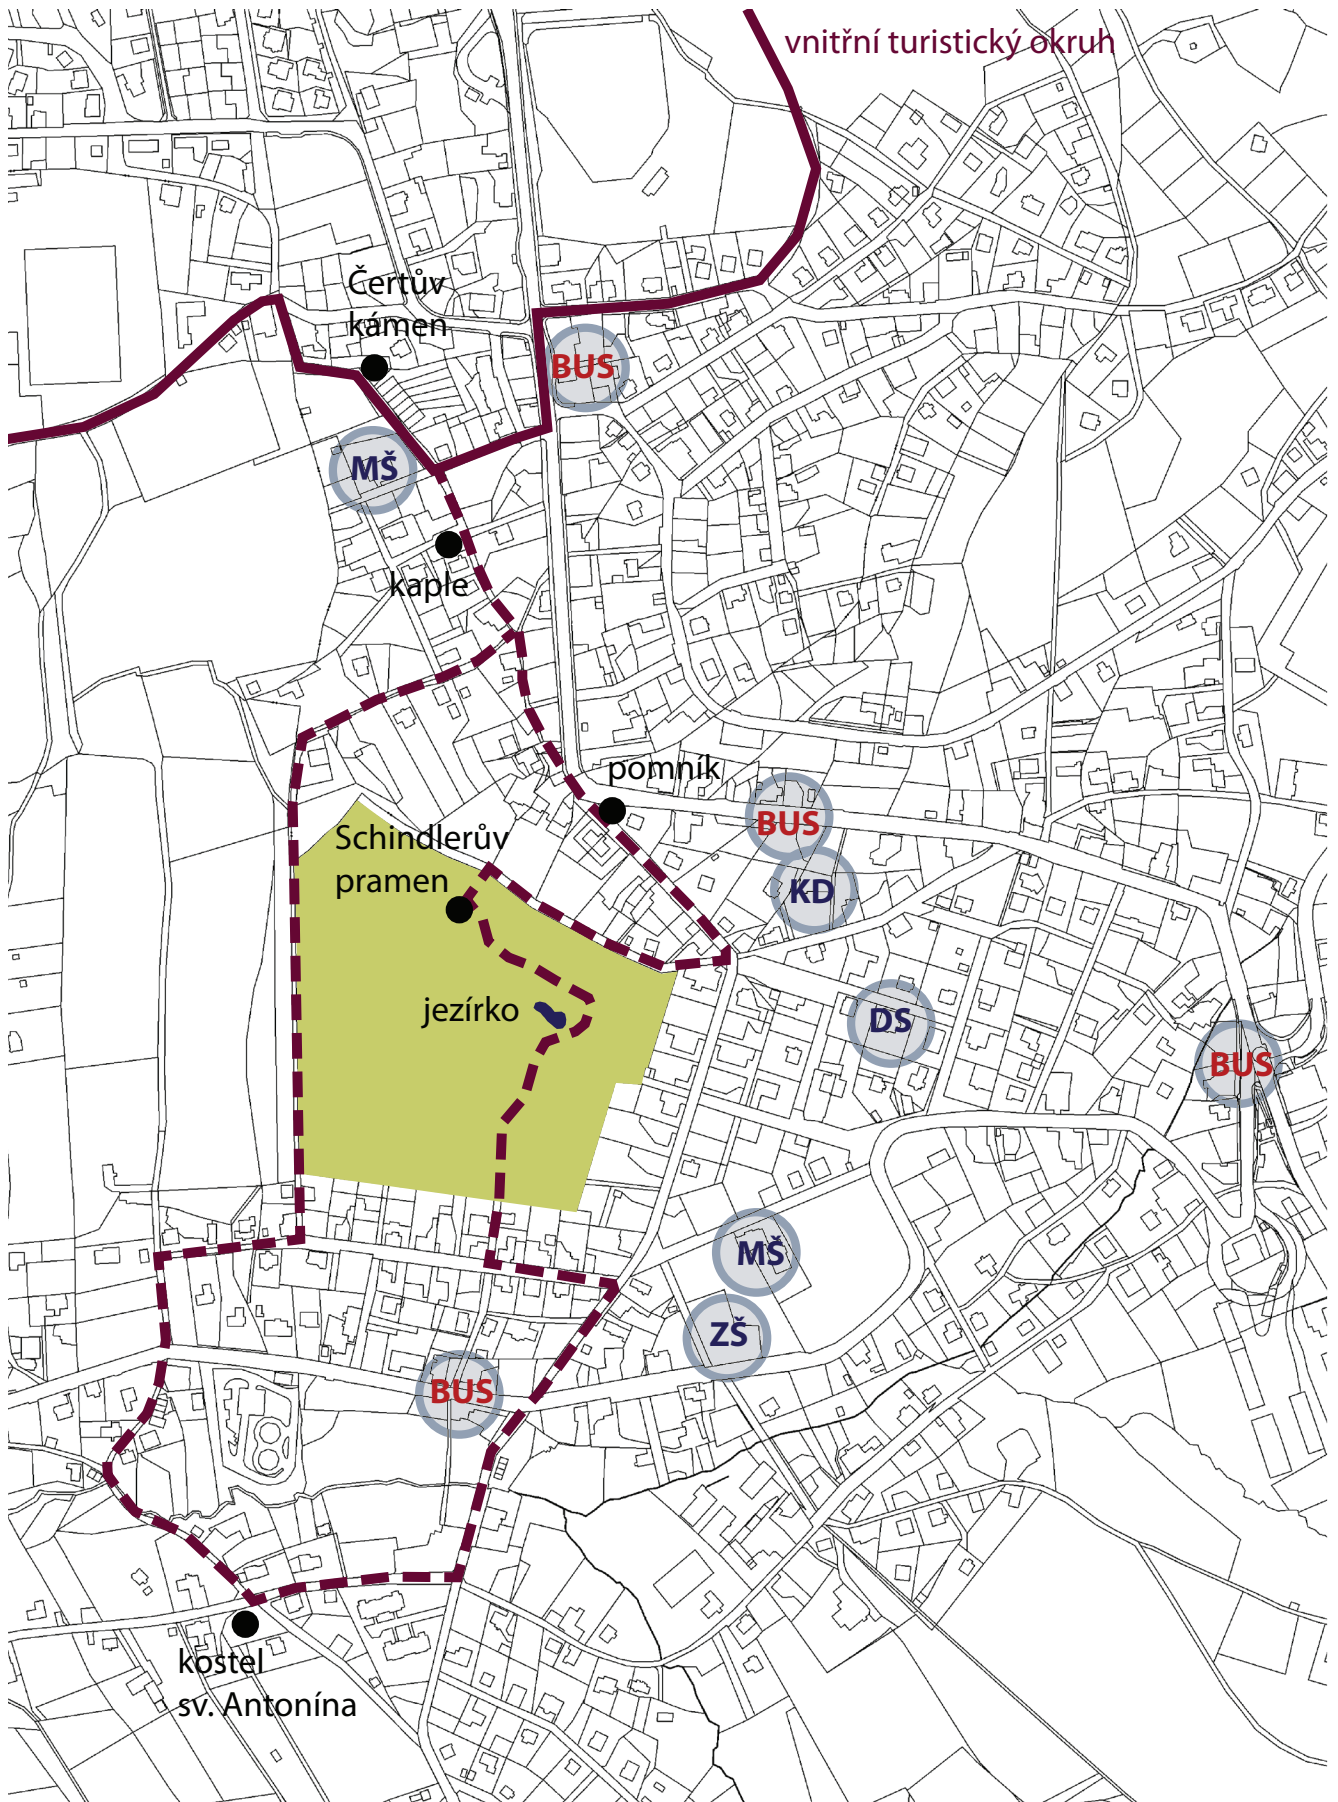 vnitřní turistický okruh
Čertův
kámen
BUS
MŠ
kaple
pomník
BUS
Schindlerův
pramen
KD
jezírko
DS
BUS
MŠ
ZŠ
BUS
kostel
sv. Antonína